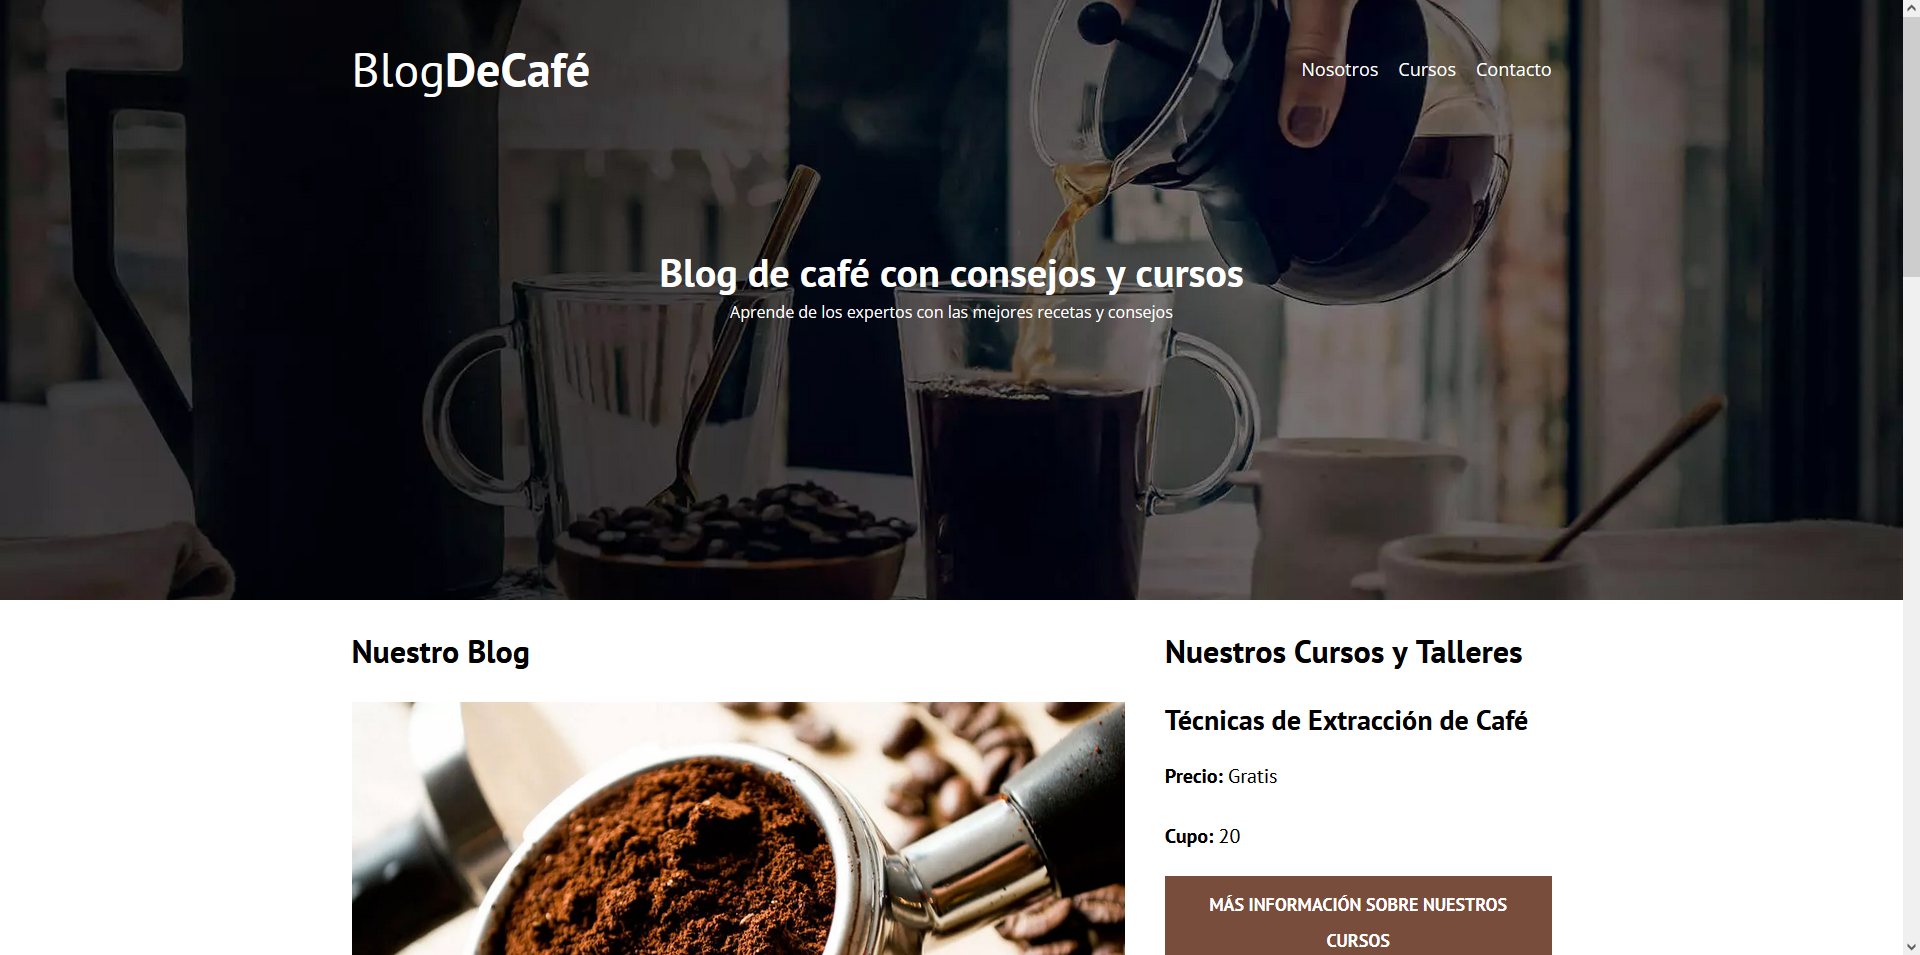 BlogDeCafé
Nosotros Cursos Contacto
Blog de café con consejos y cursos
Aprende de los expertos con las mejores recetas y consejos
Nuestro Blog
Nuestros Cursos y Talleres
Técnicas de Extracción de Café
Precio: Gratis
Cupo: 20
MÁS INFORMACIÓN SOBRE NUESTROS
CURSOS